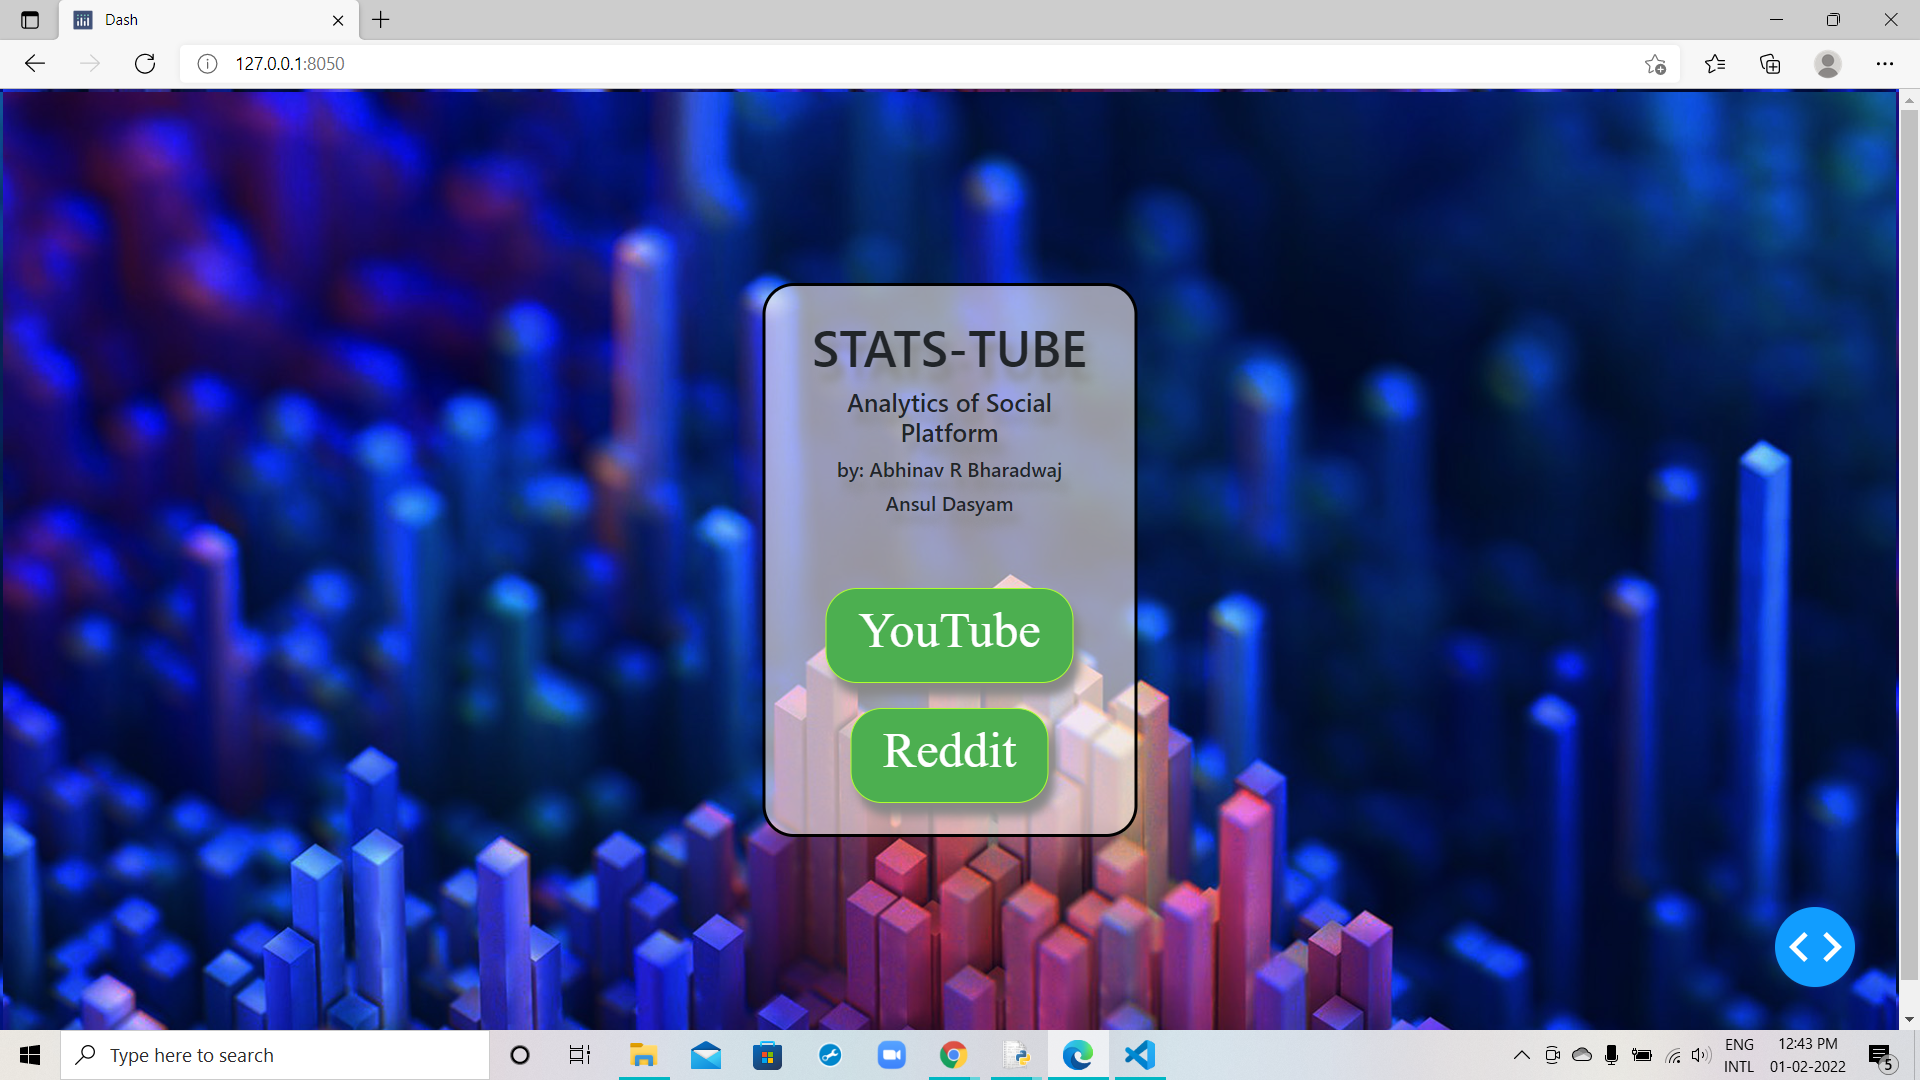 Dash
127.0.0.1:8050
STATS-TUBE
Analytics of Social
Platform
by: Abhinav R Bharadwaj
Ansul Dasyam
YouTube
Reddit
Type here to search
ENG
INTL
12:43 PM
01-02-2022
5